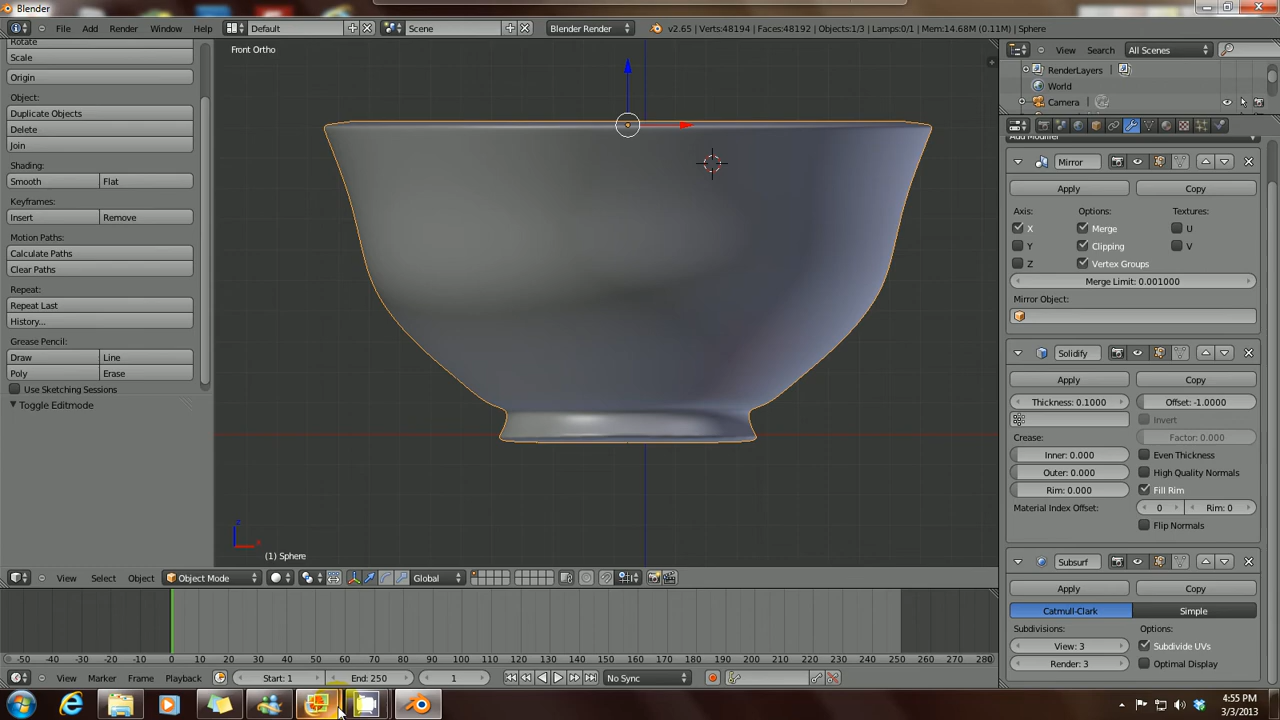 Blender
File Add Render Window Help Default Scene Blender Render v2.65 | Verts:48194 | Faces:48192 | Objects:1/3 | Lamps:0/1 | Mem:14.68M (0.11M) | Sphere View Search All Scenes
Rotate
Scale
Origin
Object:
Duplicate Objects
Delete
Join
Shading:
Smooth Flat
Keyframes:
Insert Remove
Motion Paths:
Calculate Paths
Clear Paths
Repeat:
Repeat Last
History...
Grease Pencil:
Draw Line
Poly Erase
Use Sketching Sessions
Toggle Editmode
Front Ortho
z
x
(1) Sphere
View Select Object Object Mode Global
-50 -40 -30 -20 -10 0 10 20 30 40 50 60 70 80 90 100 110 120 130 140 150 160 170 180 190 200 210 220 230 240 250 260 270 280
View Marker Frame Playback Start: 1 End: 250 1 No Sync
RenderLayers
World
Camera
Add Modifier
Mirror
Apply Copy
Axis: Options: Textures:
X Merge U
Y Clipping V
Z Vertex Groups
Merge Limit: 0.001000
Mirror Object:
Solidify
Apply Copy
Thickness: 0.1000 Offset: -1.0000
Invert
Crease: Factor: 0.000
Inner: 0.000 Even Thickness
Outer: 0.000 High Quality Normals
Rim: 0.000 Fill Rim
Material Index Offset: 0 Rim: 0
Flip Normals
Subsurf
Apply Copy
Catmull-Clark Simple
Subdivisions: Options:
View: 3 Subdivide UVs
Render: 3 Optimal Display
4:55 PM
3/3/2013